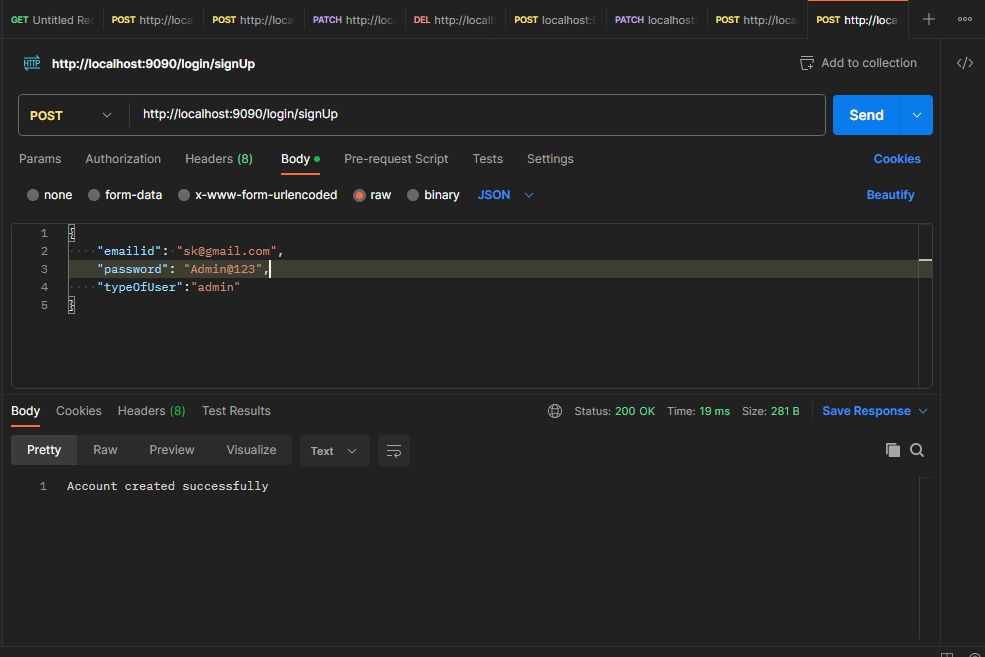 GET Untitled Re
POST http://loca
POST http://loca
PATCH http://loc
DEL http://localh
POST localhost:
PATCH localhost:
POST http://loca
POST http://loca
HTTP http://localhost:9090/login/signUp
Add to collection
POST http://localhost:9090/login/signUp Send
Params Authorization Headers (8) Body Pre-request Script Tests Settings Cookies
none form-data x-www-form-urlencoded raw binary JSON Beautify
1 {
2 "emailid": "sk@gmail.com",
3 "password": "Admin@123",
4 "typeOfUser":"admin"
5 }
Body Cookies Headers (8) Test Results Status: 200 OK Time: 19 ms Size: 281 B Save Response
Pretty Raw Preview Visualize Text
1 Account created successfully